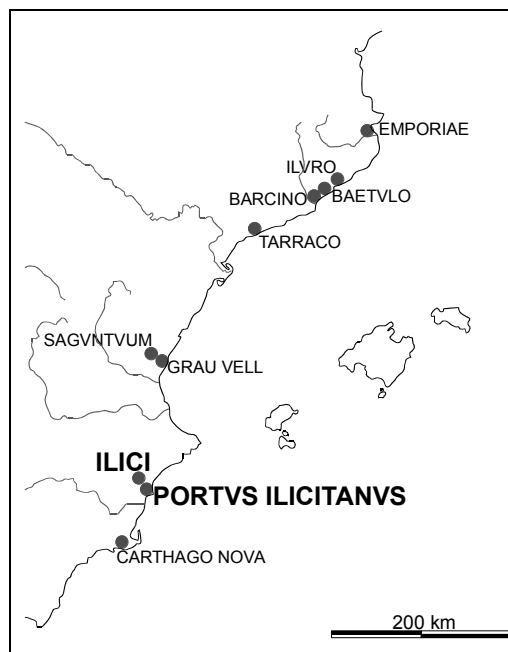 EMPORIAE
ILVRO
BARCINO
BAETVLO
TARRACO
SAGVNTVUM
GRAU VELL
ILICI
PORTVS ILICITANVS
CARTHAGO NOVA
200 km